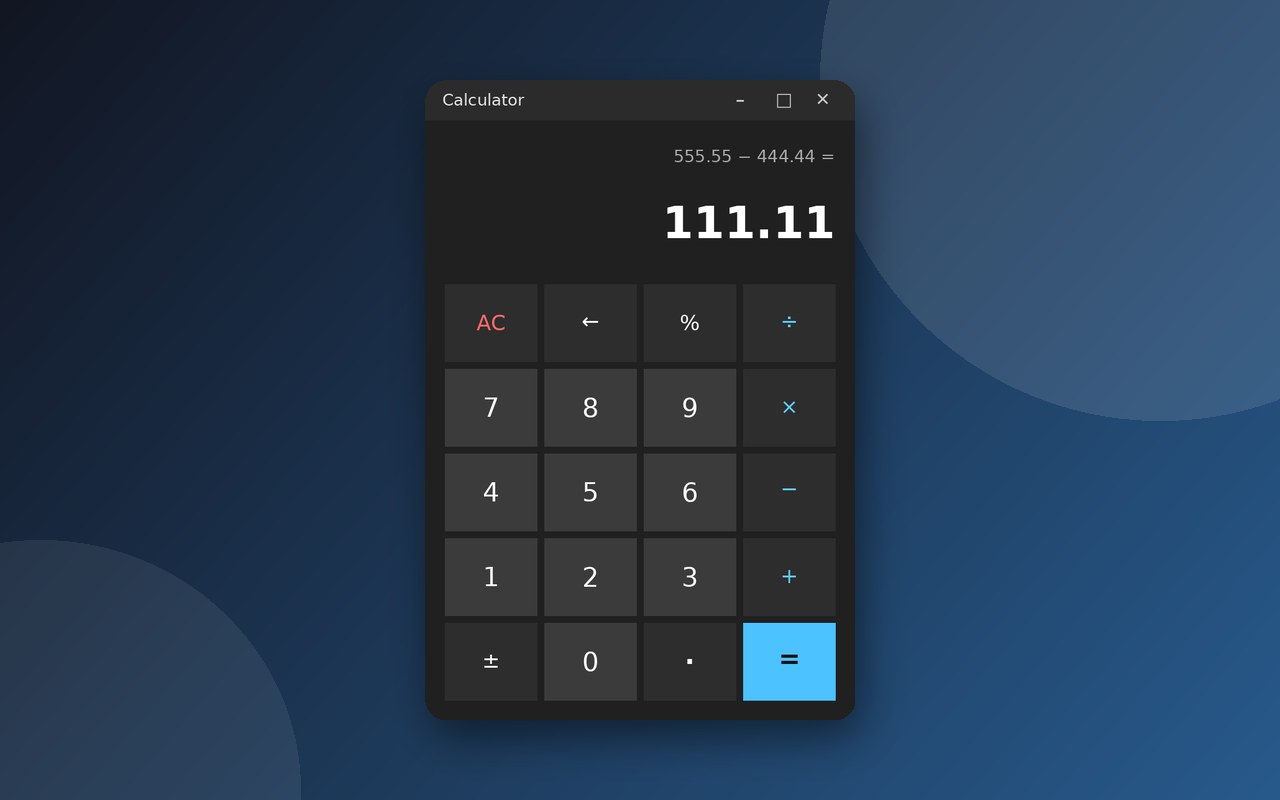 Calculator – □ ✕
555.55 − 444.44 =
111.11
AC ← % ÷
7 8 9 ×
4 5 6 −
1 2 3 +
± 0 . =